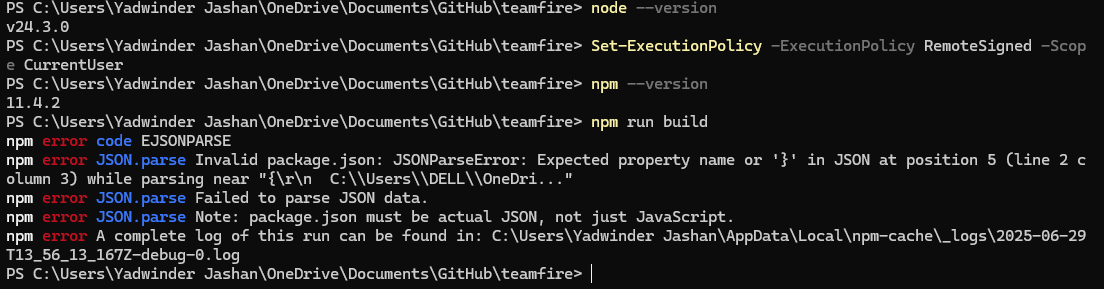 PS C:\Users\Yadwinder Jashan\OneDrive\Documents\GitHub\teamfire> node --version
v24.3.0
PS C:\Users\Yadwinder Jashan\OneDrive\Documents\GitHub\teamfire> Set-ExecutionPolicy -ExecutionPolicy RemoteSigned -Scop
e CurrentUser
PS C:\Users\Yadwinder Jashan\OneDrive\Documents\GitHub\teamfire> npm --version
11.4.2
PS C:\Users\Yadwinder Jashan\OneDrive\Documents\GitHub\teamfire> npm run build
npm error code EJSONPARSE
npm error JSON.parse Invalid package.json: JSONParseError: Expected property name or '}' in JSON at position 5 (line 2 c
olumn 3) while parsing near "{\r\n  C:\\Users\\DELL\\OneDri..."
npm error JSON.parse Failed to parse JSON data.
npm error JSON.parse Note: package.json must be actual JSON, not just JavaScript.
npm error A complete log of this run can be found in: C:\Users\Yadwinder Jashan\AppData\Local\npm-cache\_logs\2025-06-29
T13_56_13_167Z-debug-0.log
PS C:\Users\Yadwinder Jashan\OneDrive\Documents\GitHub\teamfire>